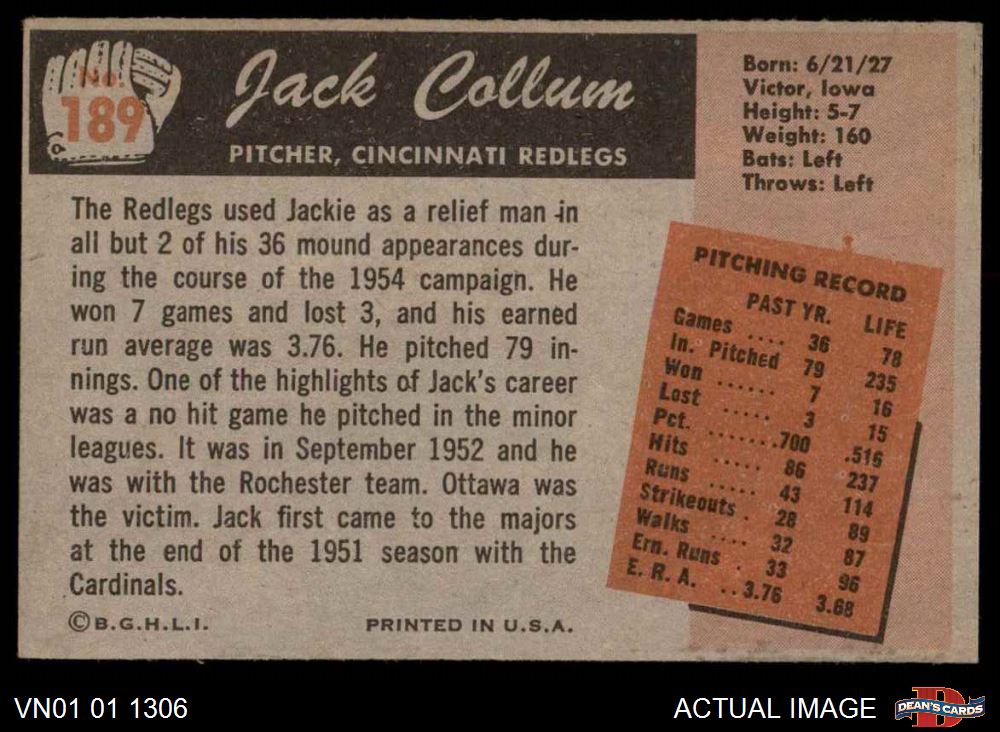 No.
189
Jack Collum
PITCHER, CINCINNATI REDLEGS
Born: 6/21/27
Victor, Iowa
Height: 5-7
Weight: 160
Bats: Left
Throws: Left
The Redlegs used Jackie as a relief man in
all but 2 of his 36 mound appearances dur-
ing the course of the 1954 campaign. He
won 7 games and lost 3, and his earned
run average was 3.76. He pitched 79 in-
nings. One of the highlights of Jack's career
was a no hit game he pitched in the minor
leagues. It was in September 1952 and he
was with the Rochester team. Ottawa was
the victim. Jack first came to the majors
at the end of the 1951 season with the
Cardinals.
©B.G.H.L.I. PRINTED IN U.S.A.
PITCHING RECORD
PAST YR. LIFE
Games .... 36 78
In. Pitched 79 235
Won ...... 7 16
Lost ..... 3 15
Pct. .......700 .516
Hits ..... 86 237
Runs ..... 43 114
Strikeouts . 28 89
Walks .... 32 87
Ern. Runs . 33 96
E. R. A. ..3.76 3.68
VN01 01 1306
ACTUAL IMAGE
DEAN'S CARDS